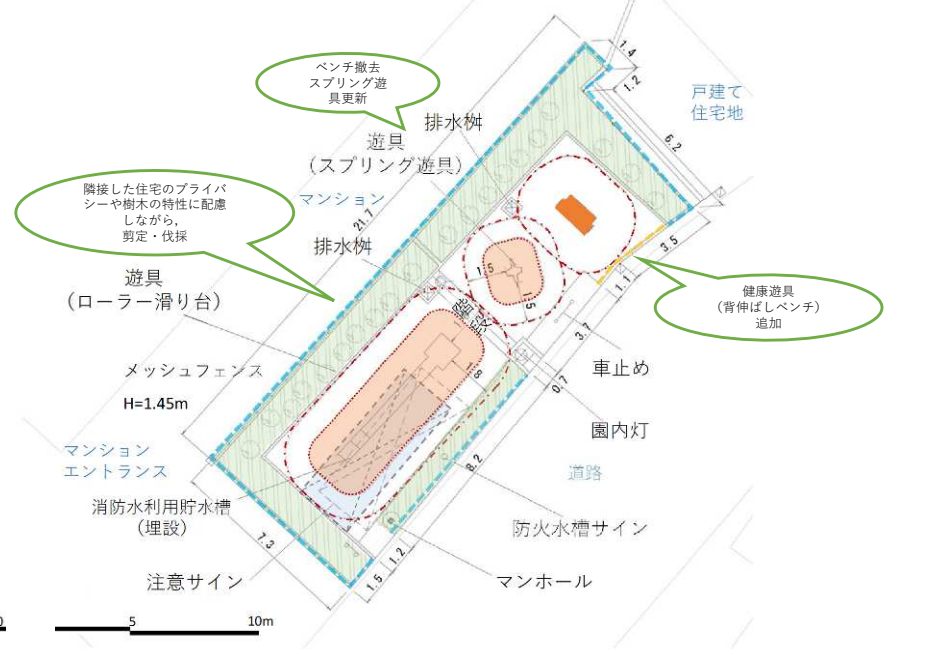 ベンチ撤去
スプリング遊
具更新
排水桝
遊具
（スプリング遊具）
戸建て
住宅地
1.4
1.2
6.2
隣接した住宅のプライバ
シーや樹木の特性に配慮
しながら，
剪定・伐採
マンション
21.7
排水桝
遊具
（ローラー滑り台）
1.5
1.5
階段
3.5
1.1
健康遊具
（背伸ばしベンチ）
追加
3.7
車止め
メッシュフェンス
H=1.45m
1.8
0.7
園内灯
マンション
エントランス
8.2
道路
消防水利用貯水槽
（埋設）
防火水槽サイン
7.3
1.2
1.5
注意サイン
マンホール
0
5
10m